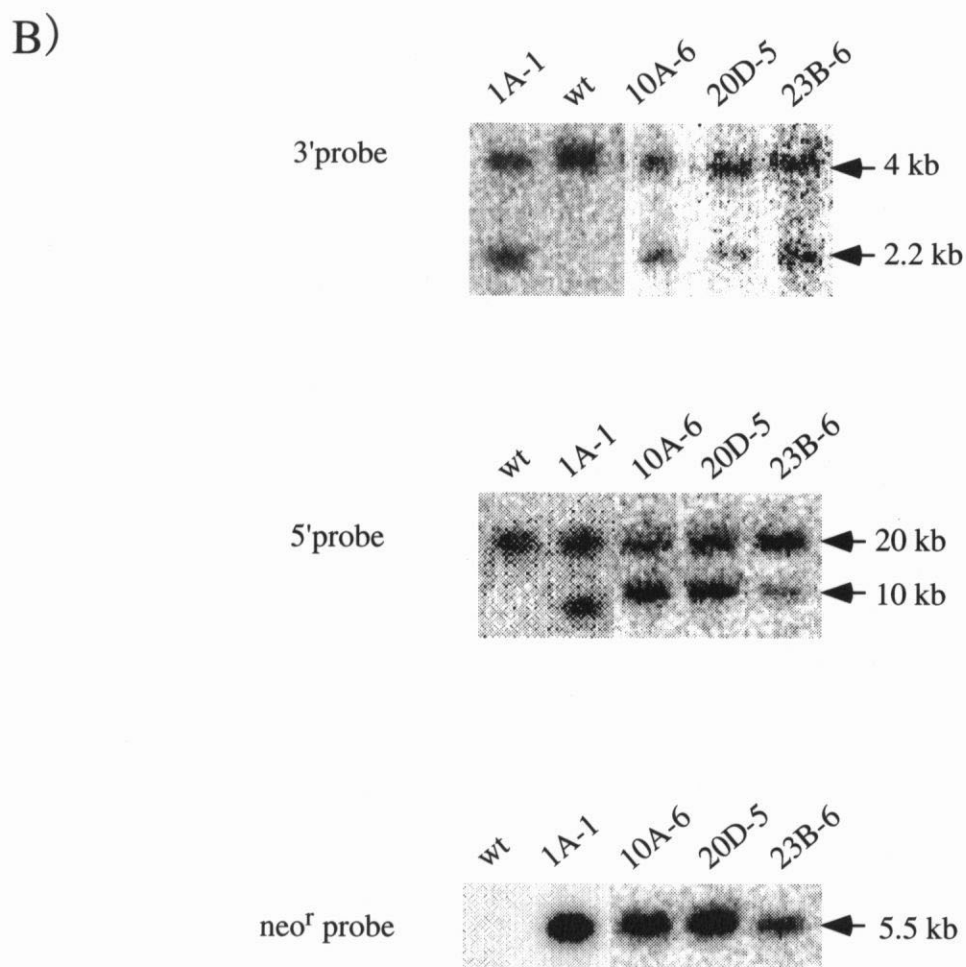 B)
1A-1 wt 10A-6 20D-5 23B-6
3'probe
4 kb
2.2 kb
wt 1A-1 10A-6 20D-5 23B-6
5'probe
20 kb
10 kb
wt 1A-1 10A-6 20D-5 23B-6
neoʳ probe
5.5 kb